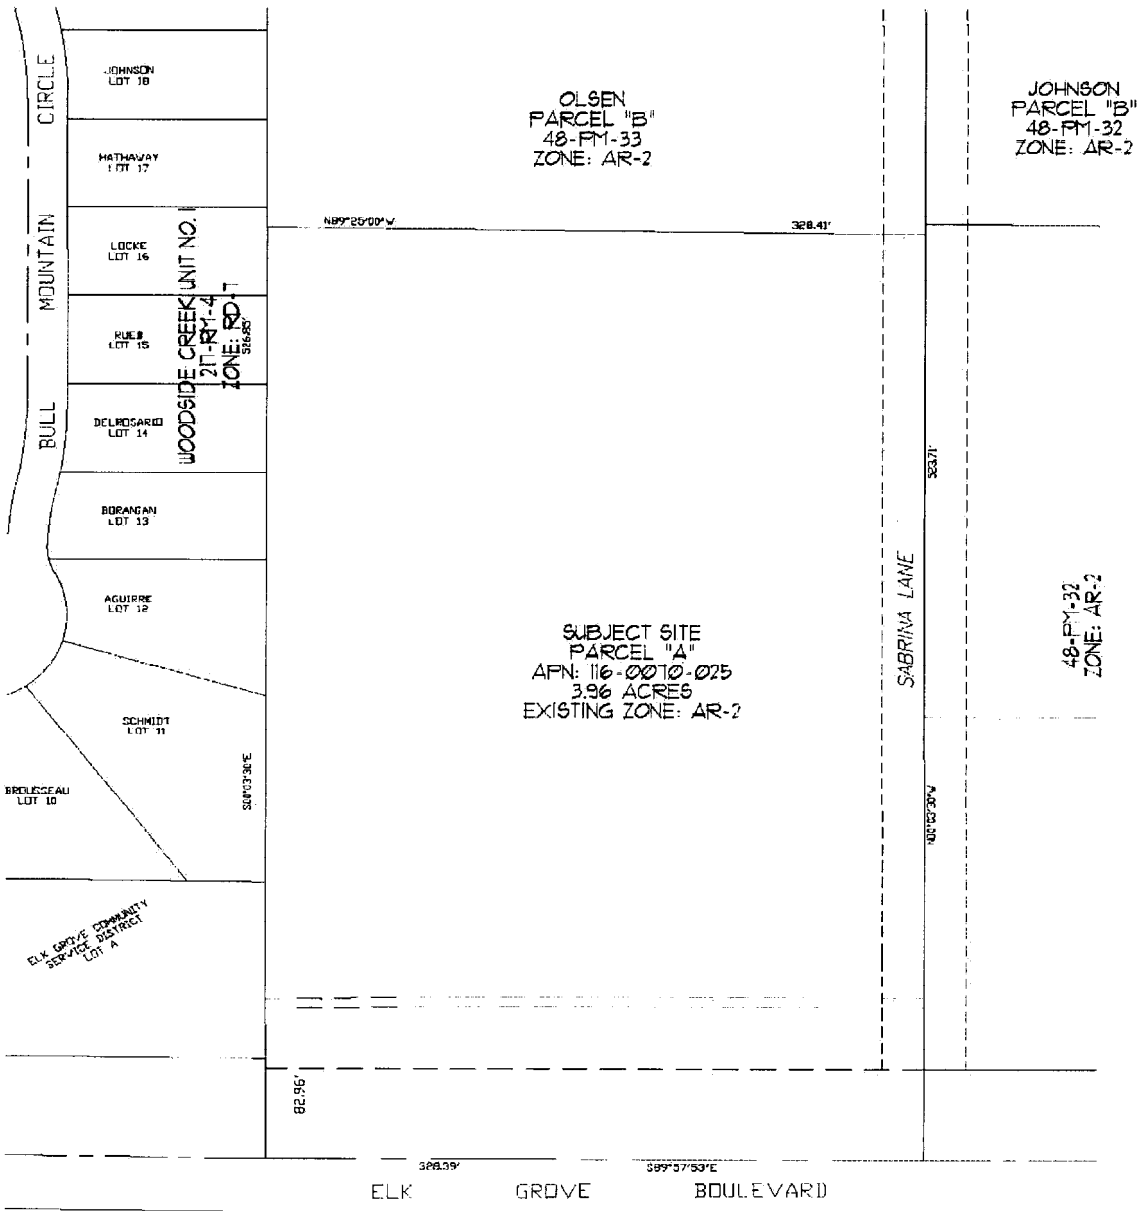 CIRCLE
MOUNTAIN
BULL
JOHNSON
LOT 18
HATHAWAY
LOT 17
LOCKE
LOT 16
LOT 15
DELROSARIO
LOT 14
BORANGAN
LOT 13
AGUIRRE
LOT 12
SCHMIDT
LOT 11
BROUSSEAU
LOT 10
WOODSIDE CREEK UNIT NO. 1
217-RM-4
ZONE: RD-7
526.85'
ELK GROVE COMMUNITY
SERVICE DISTRICT
LOT A
OLSEN
PARCEL "B"
48-PM-33
ZONE: AR-2
JOHNSON
PARCEL "B"
48-PM-32
ZONE: AR-2
N89°25'00"W
328.41'
523.71'
SABRINA LANE
48-PM-32
ZONE: AR-2
SUBJECT SITE
PARCEL "A"
APN: 116-0070-025
3.96 ACRES
EXISTING ZONE: AR-2
S00°03'30"E
N00°03'30"W
82.96'
328.39'
S89°57'53"E
ELK GROVE BOULEVARD